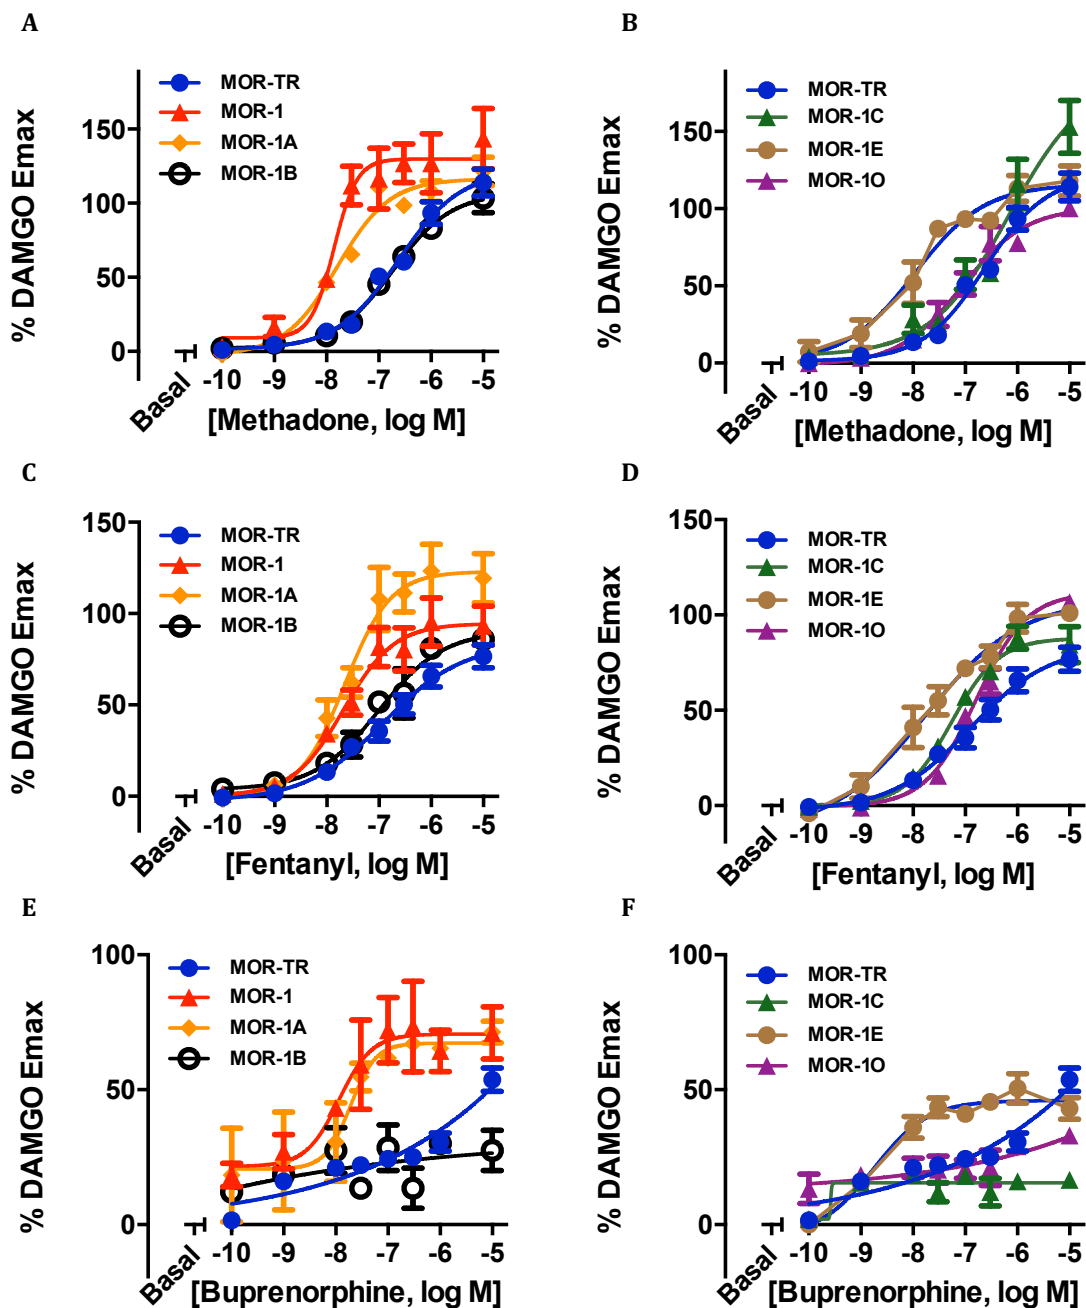 A
% DAMGO Emax
150
100
50
0
MOR-TR
MOR-1
MOR-1A
MOR-1B
Basal
-10 -9 -8 -7 -6 -5
[Methadone, log M]
B
% DAMGO Emax
150
100
50
0
MOR-TR
MOR-1C
MOR-1E
MOR-1O
Basal
-10 -9 -8 -7 -6 -5
[Methadone, log M]
C
% DAMGO Emax
150
100
50
0
MOR-TR
MOR-1
MOR-1A
MOR-1B
Basal
-10 -9 -8 -7 -6 -5
[Fentanyl, log M]
D
% DAMGO Emax
150
100
50
0
MOR-TR
MOR-1C
MOR-1E
MOR-1O
Basal
-10 -9 -8 -7 -6 -5
[Fentanyl, log M]
E
% DAMGO Emax
100
50
0
MOR-TR
MOR-1
MOR-1A
MOR-1B
Basal
-10 -9 -8 -7 -6 -5
[Buprenorphine, log M]
F
% DAMGO Emax
100
50
0
MOR-TR
MOR-1C
MOR-1E
MOR-1O
Basal
-10 -9 -8 -7 -6 -5
[Buprenorphine, log M]